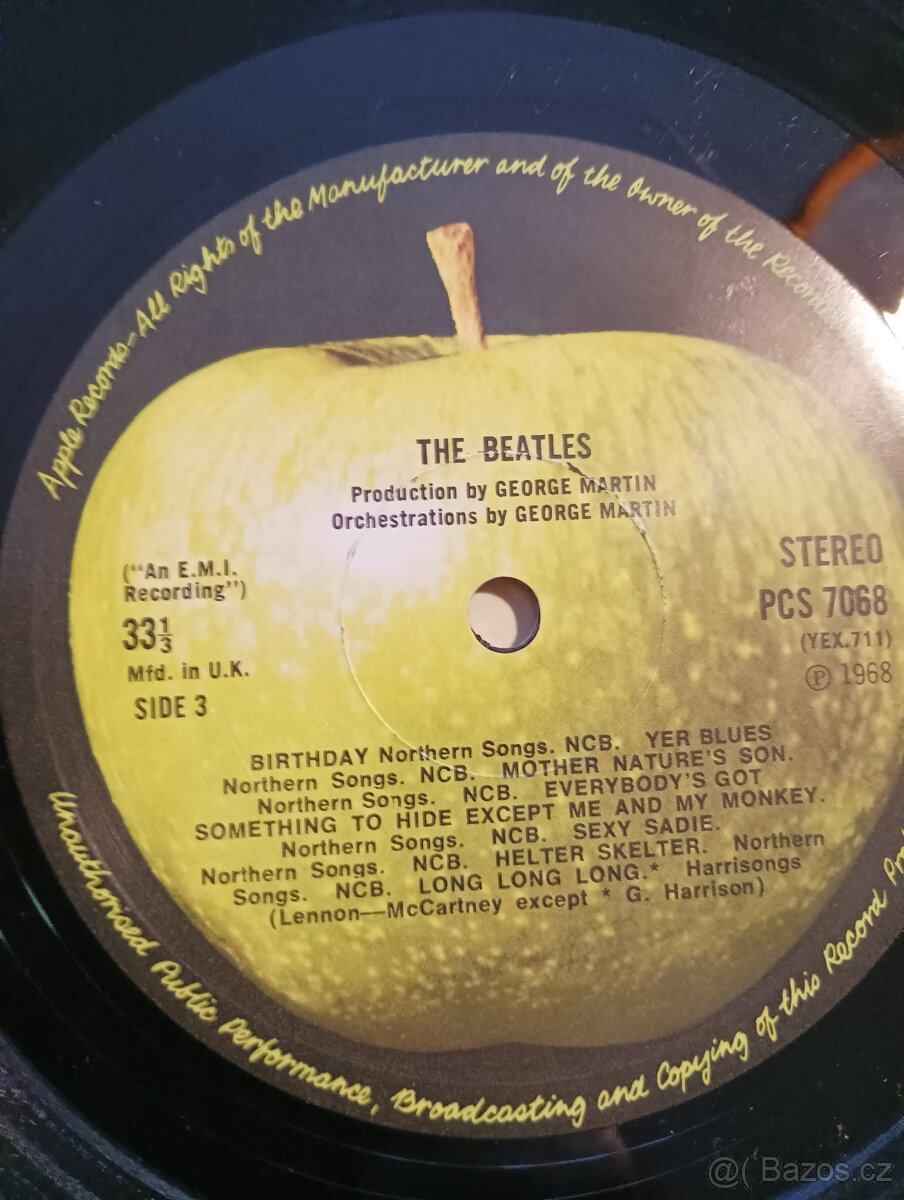 Apple Records–All Rights of the Manufacturer and of the Owner of the
THE BEATLES
Production by GEORGE MARTIN
Orchestrations by GEORGE MARTIN
("An E.M.I.
Recording")
33⅓
Mfd. in U.K.
SIDE 3
STEREO
PCS 7068
(YEX.711)
℗ 1968
BIRTHDAY Northern Songs. NCB. YER BLUES
Northern Songs. NCB. MOTHER NATURE'S SON.
Northern Songs. NCB. EVERYBODY'S GOT
SOMETHING TO HIDE EXCEPT ME AND MY MONKEY.
Northern Songs. NCB. SEXY SADIE.
Northern Songs. NCB. HELTER SKELTER. Northern
Songs. NCB. LONG LONG LONG.* Harrisongs
(Lennon—McCartney except * G. Harrison)
Unauthorised Public Performance, Broadcasting and Copying of this Record
@( Bazos.cz